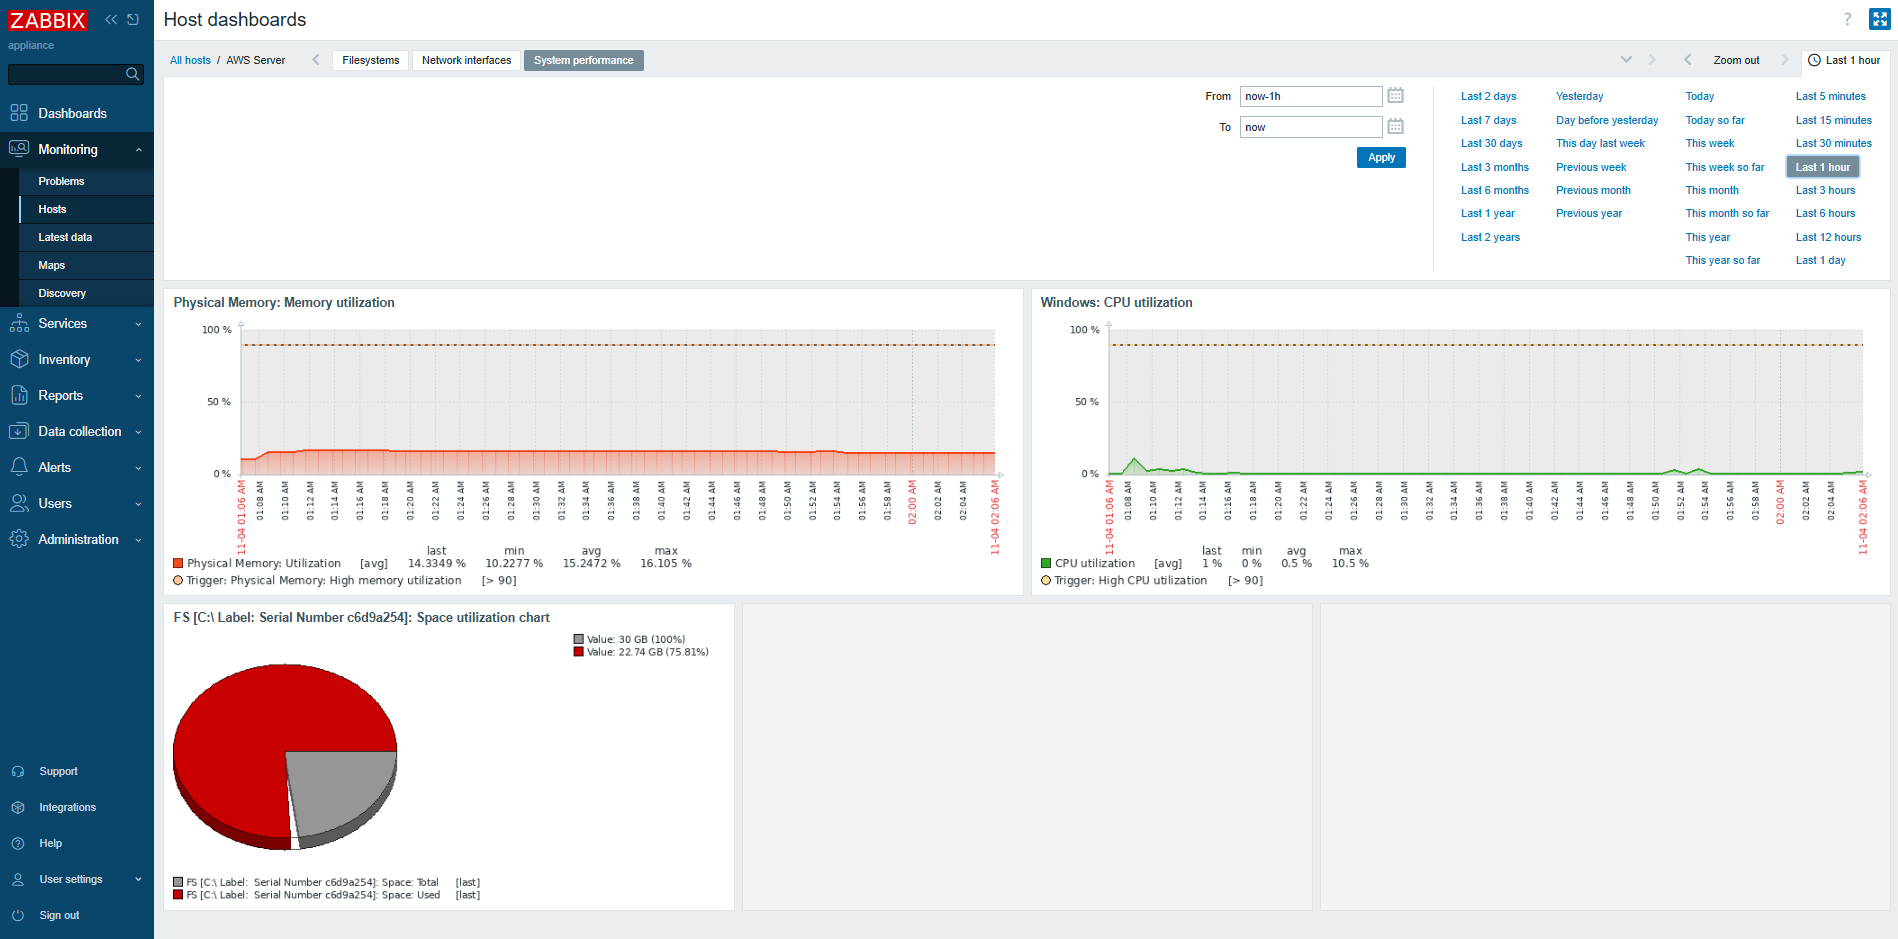 ZABBIX
appliance
Dashboards
Monitoring
Problems
Hosts
Latest data
Maps
Discovery
Services
Inventory
Reports
Data collection
Alerts
Users
Administration
Support
Integrations
Help
User settings
Sign out
Host dashboards
?
All hosts / AWS Server Filesystems Network interfaces System performance Zoom out Last 1 hour
From now-1h
To now
Apply
Last 2 days Yesterday Today Last 5 minutes
Last 7 days Day before yesterday Today so far Last 15 minutes
Last 30 days This day last week This week Last 30 minutes
Last 3 months Previous week This week so far Last 1 hour
Last 6 months Previous month This month Last 3 hours
Last 1 year Previous year This month so far Last 6 hours
Last 2 years This year Last 12 hours
This year so far Last 1 day
Physical Memory: Memory utilization
100 %
50 %
0 %
11-04 01:06 AM 01:08 AM 01:10 AM 01:12 AM 01:14 AM 01:16 AM 01:18 AM 01:20 AM 01:22 AM 01:24 AM 01:26 AM 01:28 AM 01:30 AM 01:32 AM 01:34 AM 01:36 AM 01:38 AM 01:40 AM 01:42 AM 01:44 AM 01:46 AM 01:48 AM 01:50 AM 01:52 AM 01:54 AM 01:56 AM 01:58 AM 02:00 AM 02:02 AM 02:04 AM 11-04 02:06 AM
last min avg max
Physical Memory: Utilization [avg] 14.3349 % 10.2277 % 15.2472 % 16.105 %
Trigger: Physical Memory: High memory utilization [> 90]
Windows: CPU utilization
100 %
50 %
0 %
11-04 01:06 AM 01:08 AM 01:10 AM 01:12 AM 01:14 AM 01:16 AM 01:18 AM 01:20 AM 01:22 AM 01:24 AM 01:26 AM 01:28 AM 01:30 AM 01:32 AM 01:34 AM 01:36 AM 01:38 AM 01:40 AM 01:42 AM 01:44 AM 01:46 AM 01:48 AM 01:50 AM 01:52 AM 01:54 AM 01:56 AM 01:58 AM 02:00 AM 02:02 AM 02:04 AM 11-04 02:06 AM
last min avg max
CPU utilization [avg] 1 % 0 % 0.5 % 10.5 %
Trigger: High CPU utilization [> 90]
FS [C:\ Label: Serial Number c6d9a254]: Space utilization chart
Value: 30 GB (100%)
Value: 22.74 GB (75.81%)
FS [C:\ Label: Serial Number c6d9a254]: Space: Total [last]
FS [C:\ Label: Serial Number c6d9a254]: Space: Used [last]